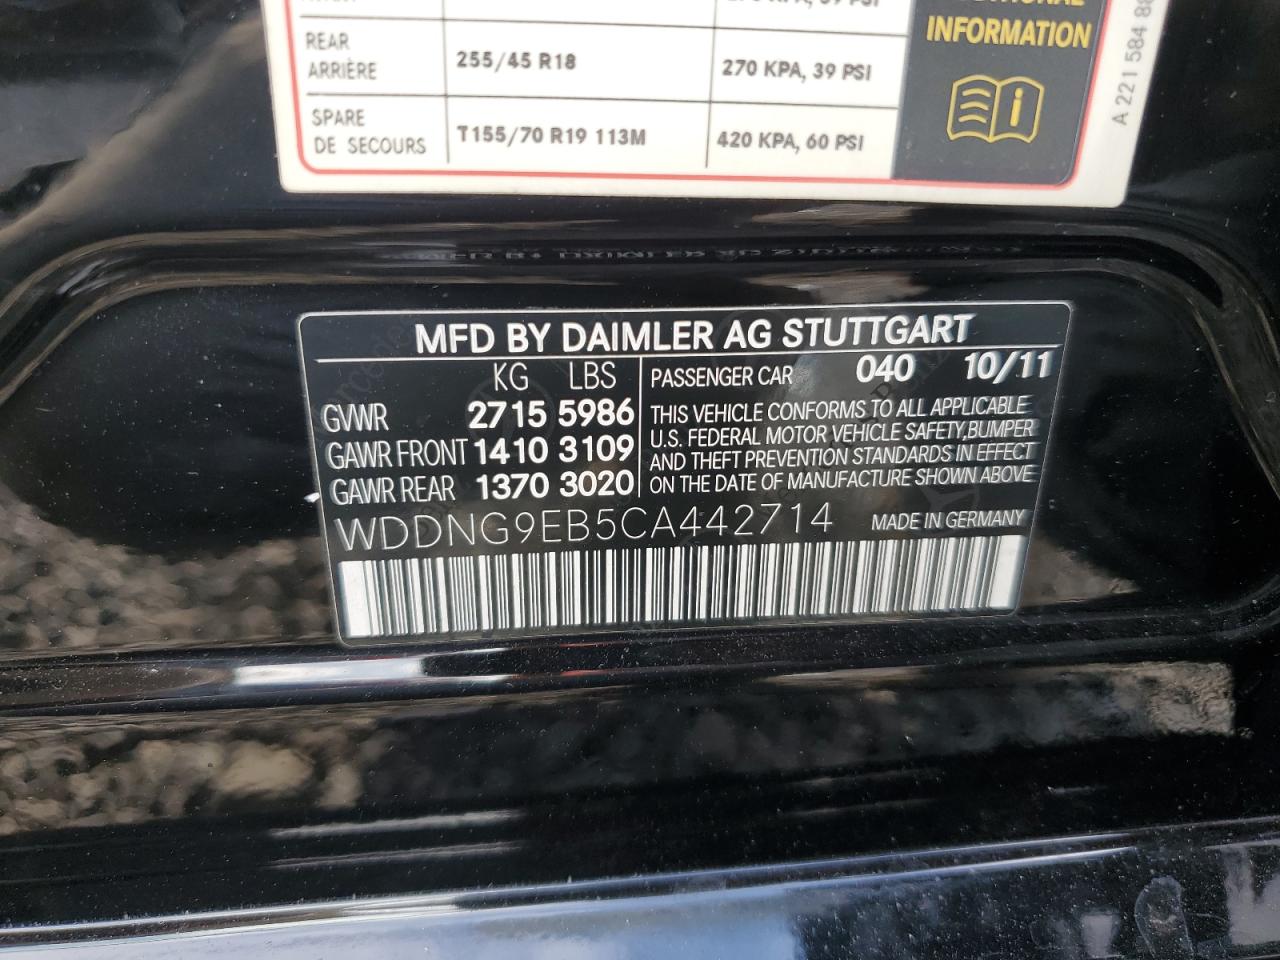 REAR
ARRIÈRE
255/45 R18
270 KPA, 39 PSI
SPARE
DE SECOURS
T155/70 R19 113M
420 KPA, 60 PSI
INFORMATION
A 221 584
MFD BY DAIMLER AG STUTTGART
KG LBS
GVWR 2715 5986
GAWR FRONT 1410 3109
GAWR REAR 1370 3020
PASSENGER CAR 040 10/11
THIS VEHICLE CONFORMS TO ALL APPLICABLE
U.S. FEDERAL MOTOR VEHICLE SAFETY,BUMPER
AND THEFT PREVENTION STANDARDS IN EFFECT
ON THE DATE OF MANUFACTURE SHOWN ABOVE
WDDNG9EB5CA442714 MADE IN GERMANY